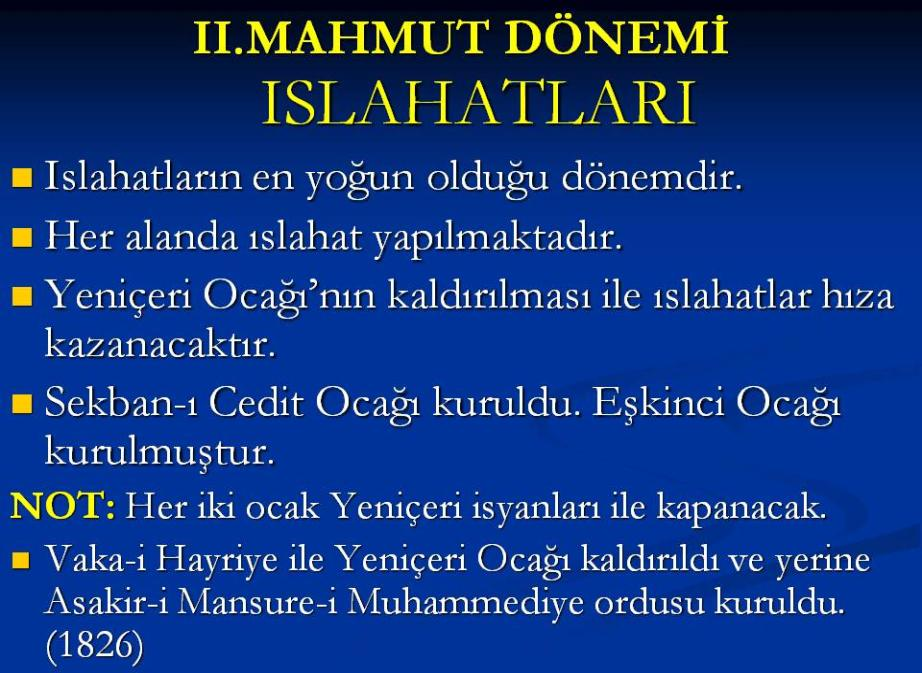 II.MAHMUT DÖNEMİ
ISLAHATLARI
Islahatların en yoğun olduğu dönemdir.
Her alanda ıslahat yapılmaktadır.
Yeniçeri Ocağı’nın kaldırılması ile ıslahatlar hıza
kazanacaktır.
Sekban-ı Cedit Ocağı kuruldu. Eşkinci Ocağı
kurulmuştur.
NOT: Her iki ocak Yeniçeri isyanları ile kapanacak.
Vaka-i Hayriye ile Yeniçeri Ocağı kaldırıldı ve yerine
Asakir-i Mansure-i Muhammediye ordusu kuruldu.
(1826)